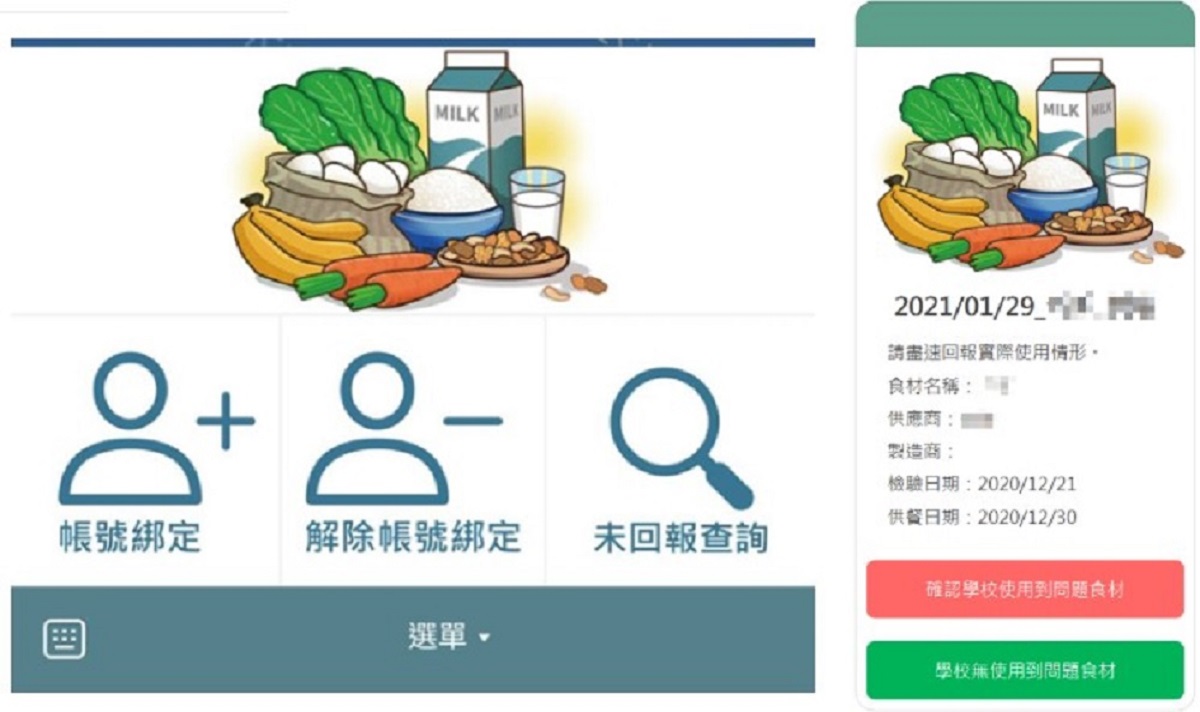 MILK MILK
帳號綁定
解除帳號綁定
未回報查詢
選單
MILK MILK
2021/01/29_
請盡速回報實際使用情形。
食材名稱：
供應商：
製造商：
檢驗日期：2020/12/21
供餐日期：2020/12/30
確認學校使用到問題食材
學校無使用到問題食材